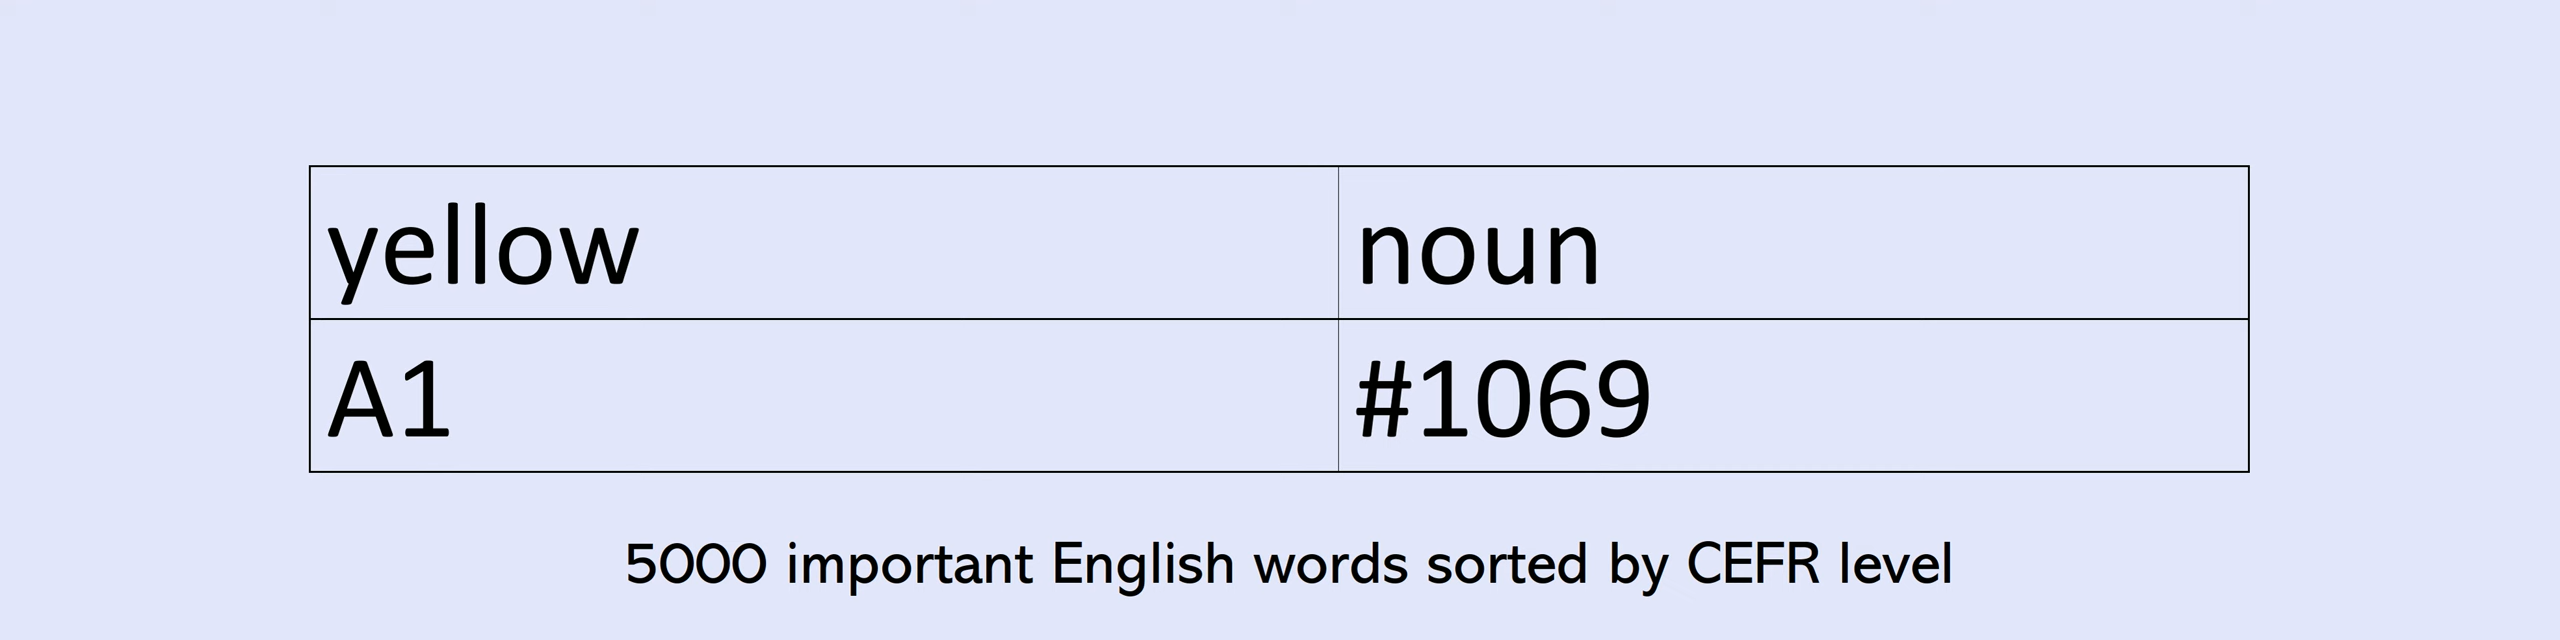 yellow noun
A1 #1069
5000 important English words sorted by CEFR level